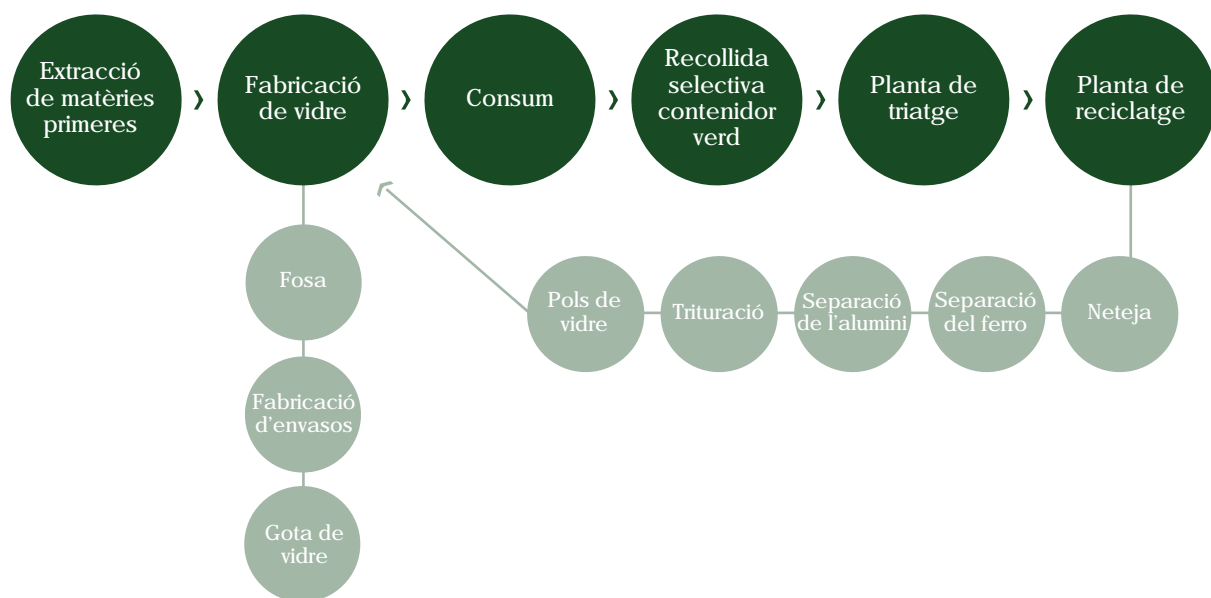 Extracció
de matèries
primeres
Fabricació
de vidre
Consum
Recollida
selectiva
contenidor
verd
Planta de
triatge
Planta de
reciclatge
Fosa
Fabricació
d'envasos
Gota de
vidre
Pols de
vidre
Trituració
Separació
de l'alumini
Separació
del ferro
Neteja